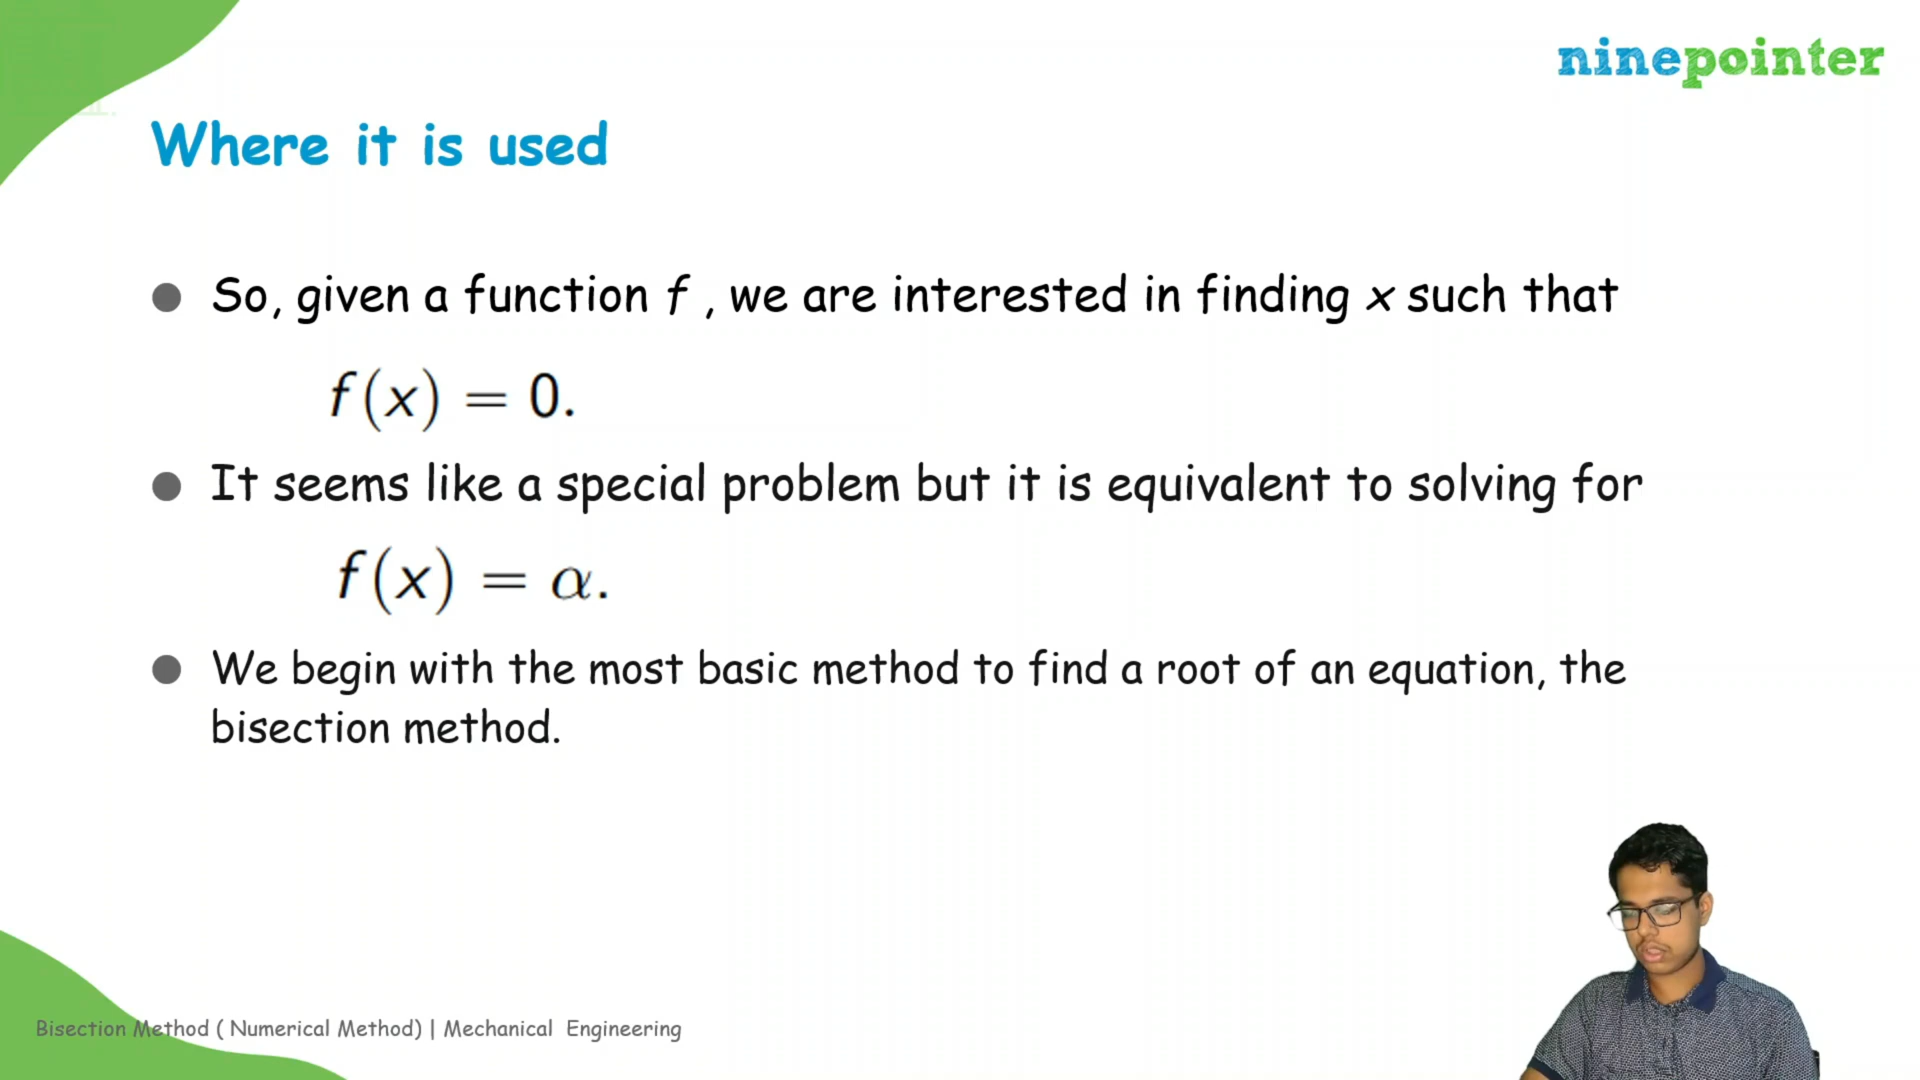 ninepointer
Where it is used
So, given a function f , we are interested in finding x such that
f(x) = 0.
It seems like a special problem but it is equivalent to solving for
f(x) = α.
We begin with the most basic method to find a root of an equation, the
bisection method.
Bisection Method ( Numerical Method) | Mechanical Engineering